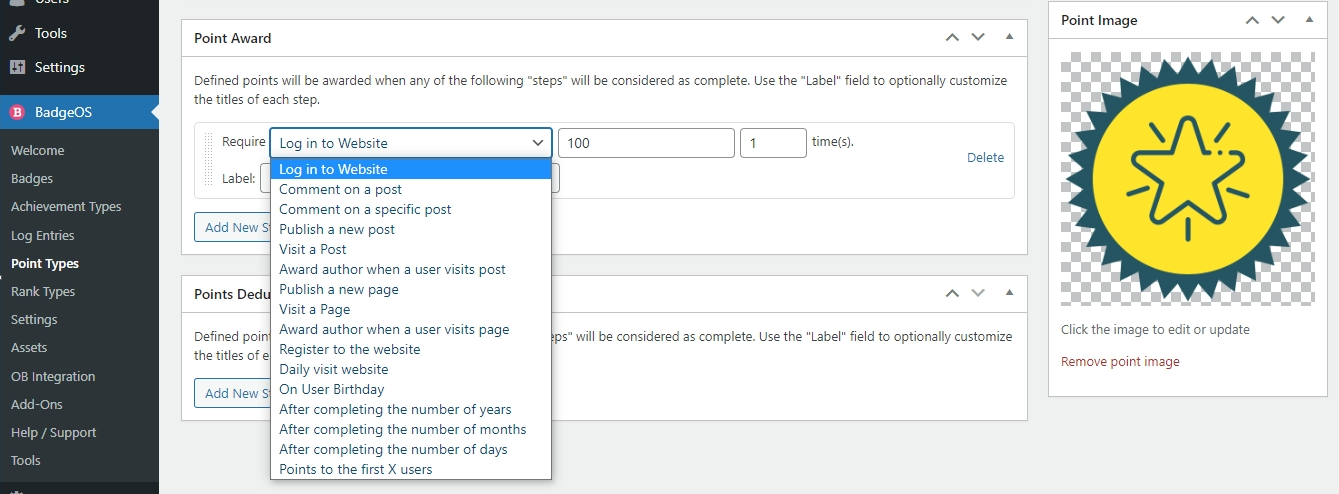 Users
Tools
Settings
BadgeOS
Welcome
Badges
Achievement Types
Log Entries
Point Types
Rank Types
Settings
Assets
OB Integration
Add-Ons
Help / Support
Tools
Point Award
Defined points will be awarded when any of the following "steps" will be considered as complete. Use the "Label" field to optionally customize
the titles of each step.
Require Log in to Website 100 1 time(s).
Delete
Label:
Log in to Website
Comment on a post
Comment on a specific post
Publish a new post
Visit a Post
Award author when a user visits post
Publish a new page
Visit a Page
Award author when a user visits page
Register to the website
Daily visit website
On User Birthday
After completing the number of years
After completing the number of months
After completing the number of days
Points to the first X users
Add New St
Points Dedu
Defined point eps" will be considered as complete. Use the "Label" field to optionally customize
the titles of e
Add New St
Point Image
Click the image to edit or update
Remove point image